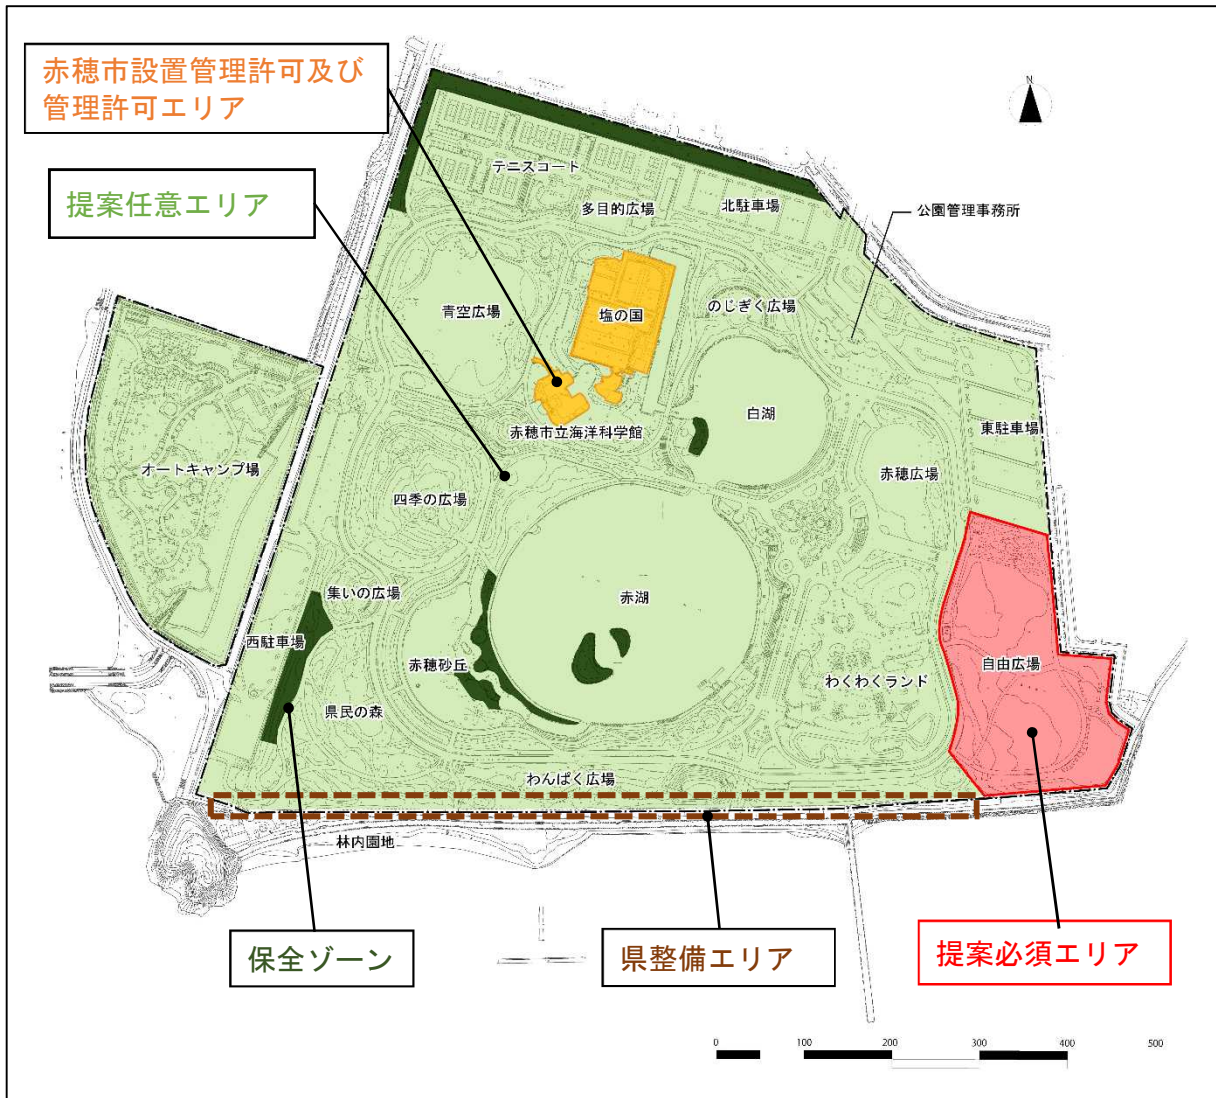 赤穂市設置管理許可及び
管理許可エリア
N
提案任意エリア
テニスコート
多目的広場
北駐車場
公園管理事務所
青空広場
塩の国
のじぎく広場
白湖
赤穂市立海洋科学館
東駐車場
オートキャンプ場
四季の広場
赤穂広場
集いの広場
赤湖
西駐車場
赤穂砂丘
わくわくランド
自由広場
県民の森
わんぱく広場
林内園地
保全ゾーン
県整備エリア
提案必須エリア
0 100 200 300 400 500